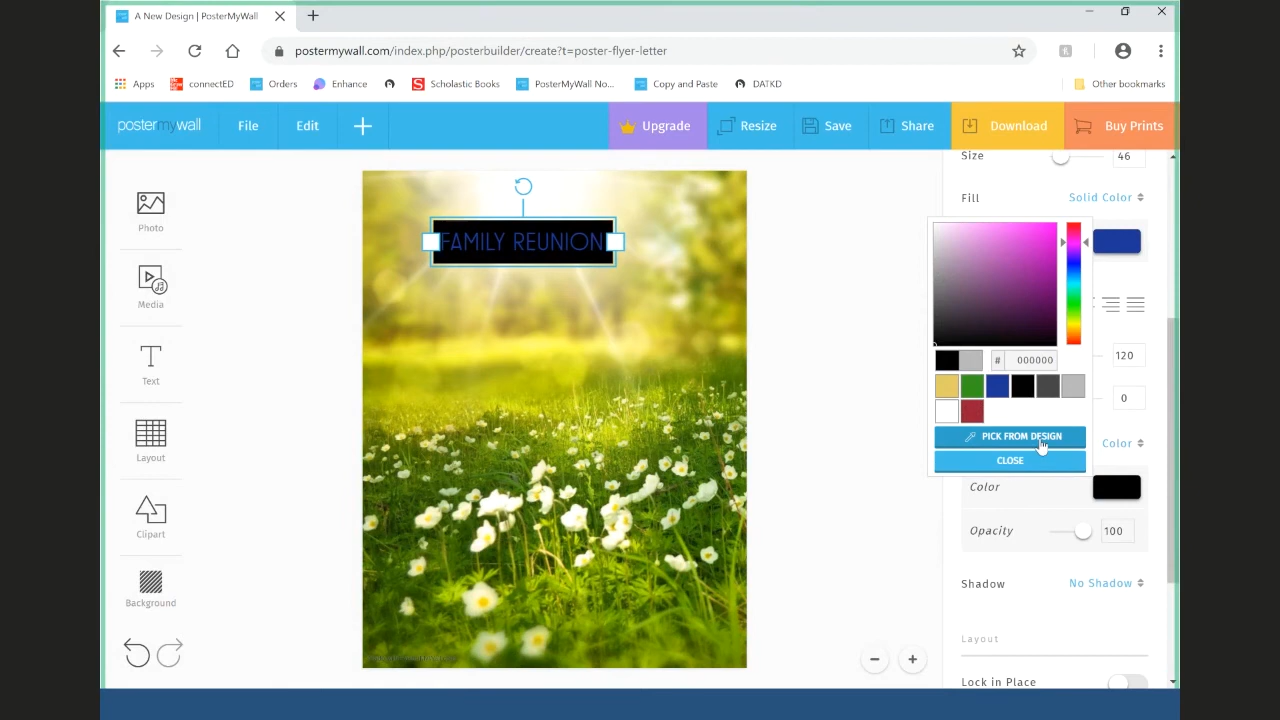 A New Design | PosterMyWall
postermywall.com/index.php/posterbuilder/create?t=poster-flyer-letter
Apps connectED Orders Enhance Scholastic Books PosterMyWall No... Copy and Paste DATKD Other bookmarks
postermywall File Edit Upgrade Resize Save Share Download Buy Prints
Size 46
Fill Solid Color
Photo
FAMILY REUNION
Media
120
# 000000
Text
0
PICK FROM DESIGN
Color
Layout
CLOSE
Color
Opacity 100
Clipart
Shadow No Shadow
Background
Layout
Lock in Place